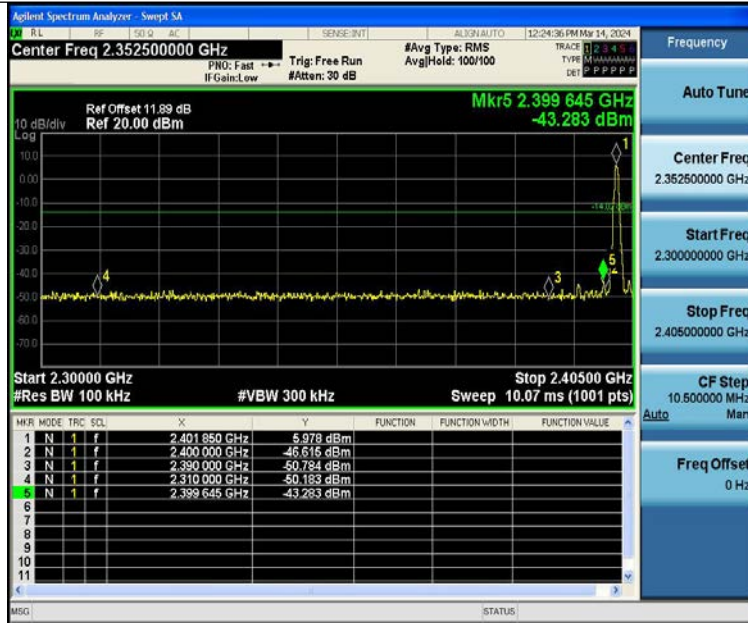 Agilent Spectrum Analyzer - Swept SA
LXI RL RF 50 Ω AC SENSE:INT ALIGN AUTO 12:24:36 PM Mar 14, 2024
Center Freq 2.352500000 GHz
PNO: Fast
IFGain:Low
Trig: Free Run
#Atten: 30 dB
#Avg Type: RMS
Avg|Hold: 100/100
TRACE 1 2 3 4 5 6
TYPE M
DET P P P P P P
Ref Offset 11.89 dB
Ref 20.00 dBm
Mkr5 2.399 645 GHz
-43.283 dBm
10 dB/div
Log
10.0
0.00
-10.0
-20.0
-30.0
-40.0
-50.0
-60.0
-70.0
1
4
3
5
2
Start 2.30000 GHz Stop 2.40500 GHz
#Res BW 100 kHz #VBW 300 kHz Sweep 10.07 ms (1001 pts)
MKR MODE TRC SCL X Y FUNCTION FUNCTION WIDTH FUNCTION VALUE
1 N 1 f 2.401 850 GHz 5.978 dBm
2 N 1 f 2.400 000 GHz -46.615 dBm
3 N 1 f 2.390 000 GHz -50.784 dBm
4 N 1 f 2.310 000 GHz -50.183 dBm
5 N 1 f 2.399 645 GHz -43.283 dBm
6
7
8
9
10
11
MSG STATUS
Frequency
Auto Tune
Center Freq
2.352500000 GHz
Start Freq
2.300000000 GHz
Stop Freq
2.405000000 GHz
CF Step
10.500000 MHz
Auto Man
Freq Offset
0 Hz